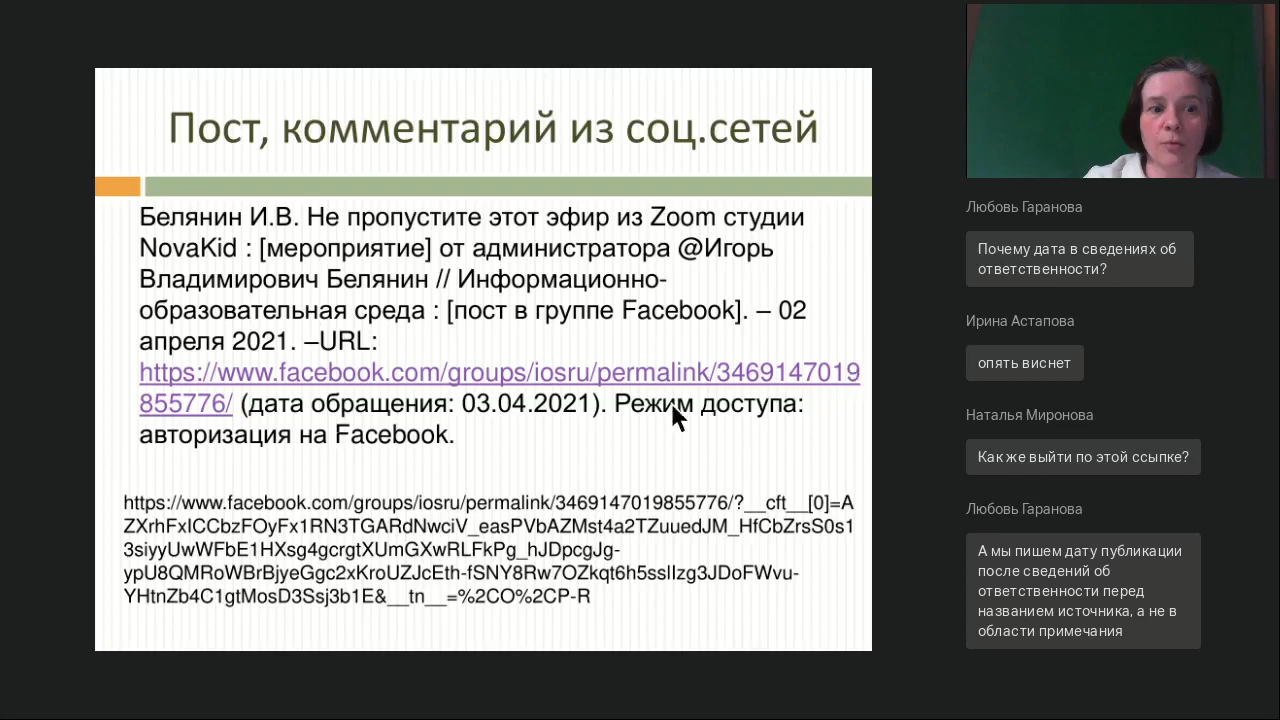 Пост, комментарий из соц.сетей
Белянин И.В. Не пропустите этот эфир из Zoom студии
NovaKid : [мероприятие] от администратора @Игорь
Владимирович Белянин // Информационно-
образовательная среда : [пост в группе Facebook]. – 02
апреля 2021. –URL:
https://www.facebook.com/groups/iosru/permalink/3469147019
855776/ (дата обращения: 03.04.2021). Режим доступа:
авторизация на Facebook.
https://www.facebook.com/groups/iosru/permalink/3469147019855776/?__cft__[0]=A
ZXrhFxICCbzFOyFx1RN3TGARdNwciV_easPVbAZMst4a2TZuuedJM_HfCbZrsS0s1
3siyyUwWFbE1HXsg4gcrgtXUmGXwRLFkPg_hJDpcgJg-
ypU8QMRoWBrBjyeGgc2xKroUZJcEth-fSNY8Rw7OZkqt6h5sslIzg3JDoFWvu-
YHtnZb4C1gtMosD3Ssj3b1E&__tn__=%2CO%2CP-R
Любовь Гаранова
Почему дата в сведениях об
ответственности?
Ирина Астапова
опять виснет
Наталья Миронова
Как же выйти по этой ссыпке?
Любовь Гаранова
А мы пишем дату публикации
после сведений об
ответственности перед
названием источника, а не в
области примечания